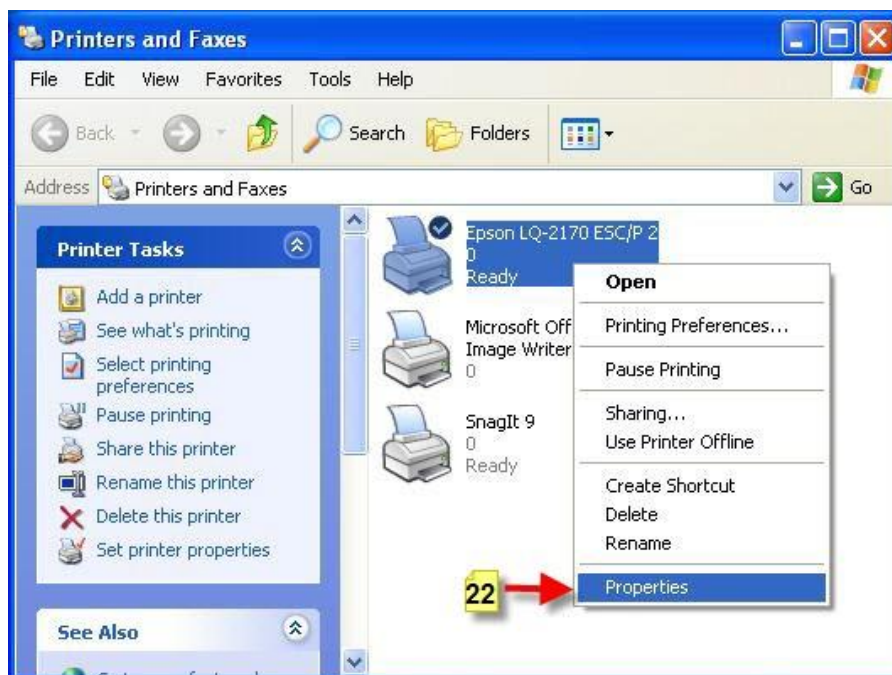 Printers and Faxes
File Edit View Favorites Tools Help
Back Search Folders
Address Printers and Faxes Go
Printer Tasks
Add a printer
See what's printing
Select printing
preferences
Pause printing
Share this printer
Rename this printer
Delete this printer
Set printer properties
See Also
Epson LQ-2170 ESC/P 2
0
Ready
Microsoft Off
Image Writer
0
SnagIt 9
0
Ready
Open
Printing Preferences...
Pause Printing
Sharing...
Use Printer Offline
Create Shortcut
Delete
Rename
22 Properties